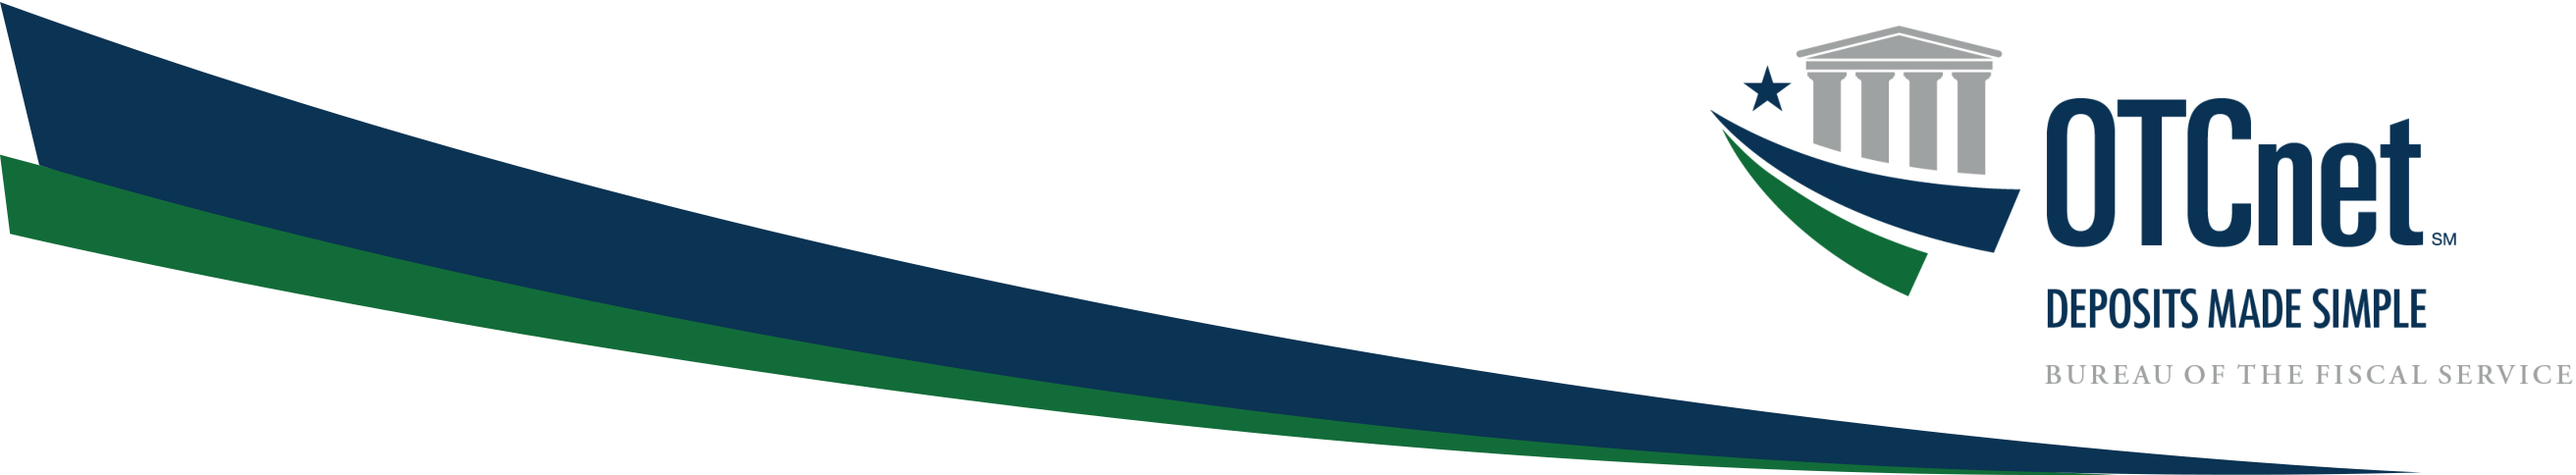 OTCnet SM
DEPOSITS MADE SIMPLE
BUREAU OF THE FISCAL SERVICE